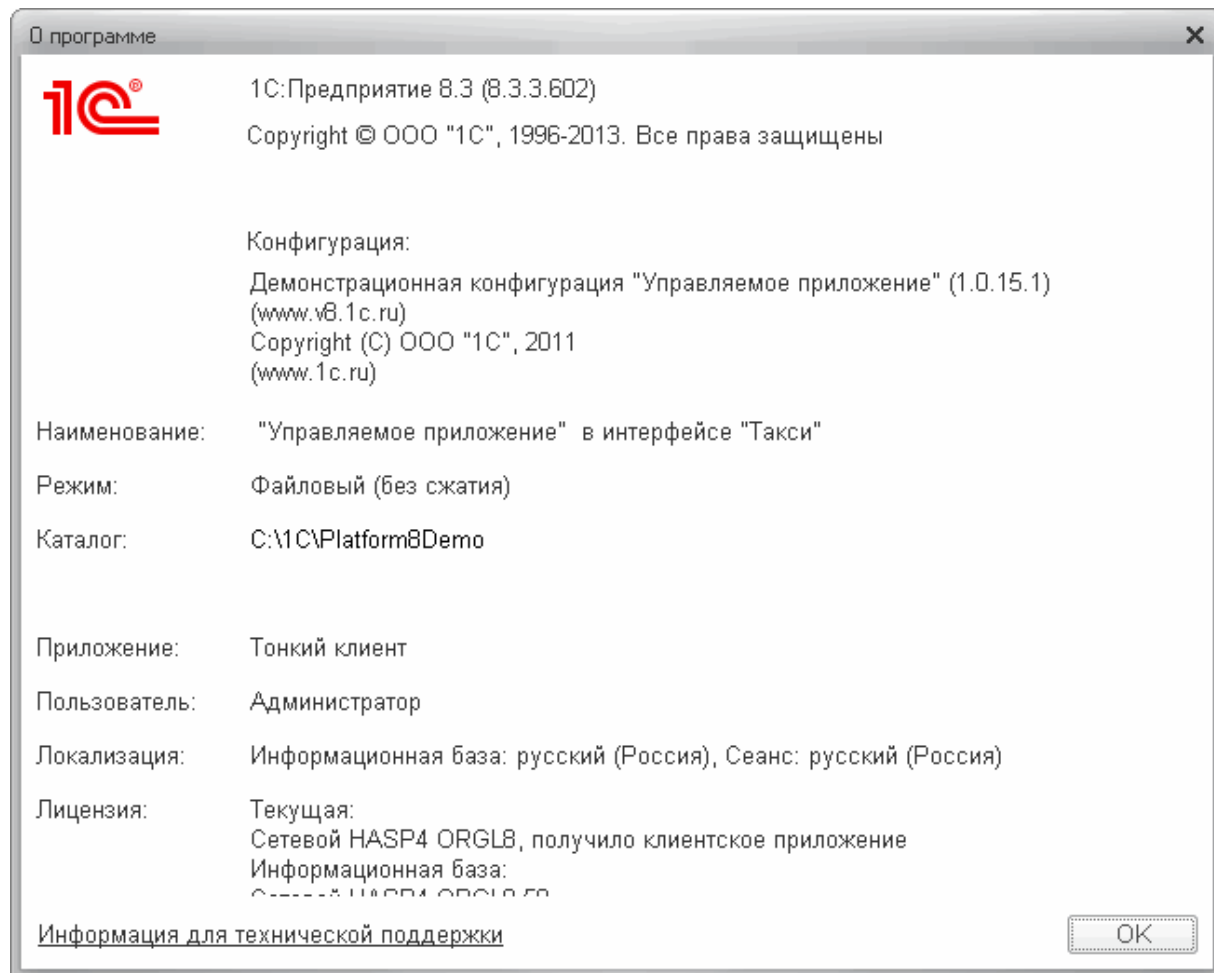 О программе
1С®
1С:Предприятие 8.3 (8.3.3.602)
Copyright © ООО "1С", 1996-2013. Все права защищены
Конфигурация:
Демонстрационная конфигурация "Управляемое приложение" (1.0.15.1)
(www.v8.1c.ru)
Copyright (С) ООО "1С", 2011
(www.1c.ru)
Наименование: "Управляемое приложение" в интерфейсе "Такси"
Режим: Файловый (без сжатия)
Каталог: C:\1C\Platform8Demo
Приложение: Тонкий клиент
Пользователь: Администратор
Локализация: Информационная база: русский (Россия), Сеанс: русский (Россия)
Лицензия: Текущая:
Сетевой HASP4 ORGL8, получило клиентское приложение
Информационная база:
Сетевой HASP4 ORGL8
Информация для технической поддержки
OK